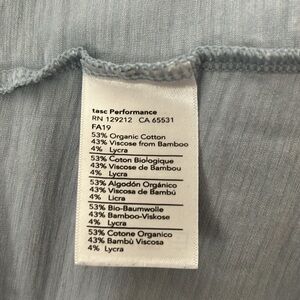 tasc Performance
RN 129212 CA 65531
FA19
53% Organic Cotton
43% Viscose from Bamboo
4% Lycra
53% Coton Biologique
43% Viscose de Bambou
4% Lycra
53% Algodón Orgánico
43% Viscosa de Bambú
4% Licra
53% Bio-Baumwolle
43% Bamboo-Viskose
4% Lycra
53% Cotone Organico
43% Bambù Viscosa
4% Lycra